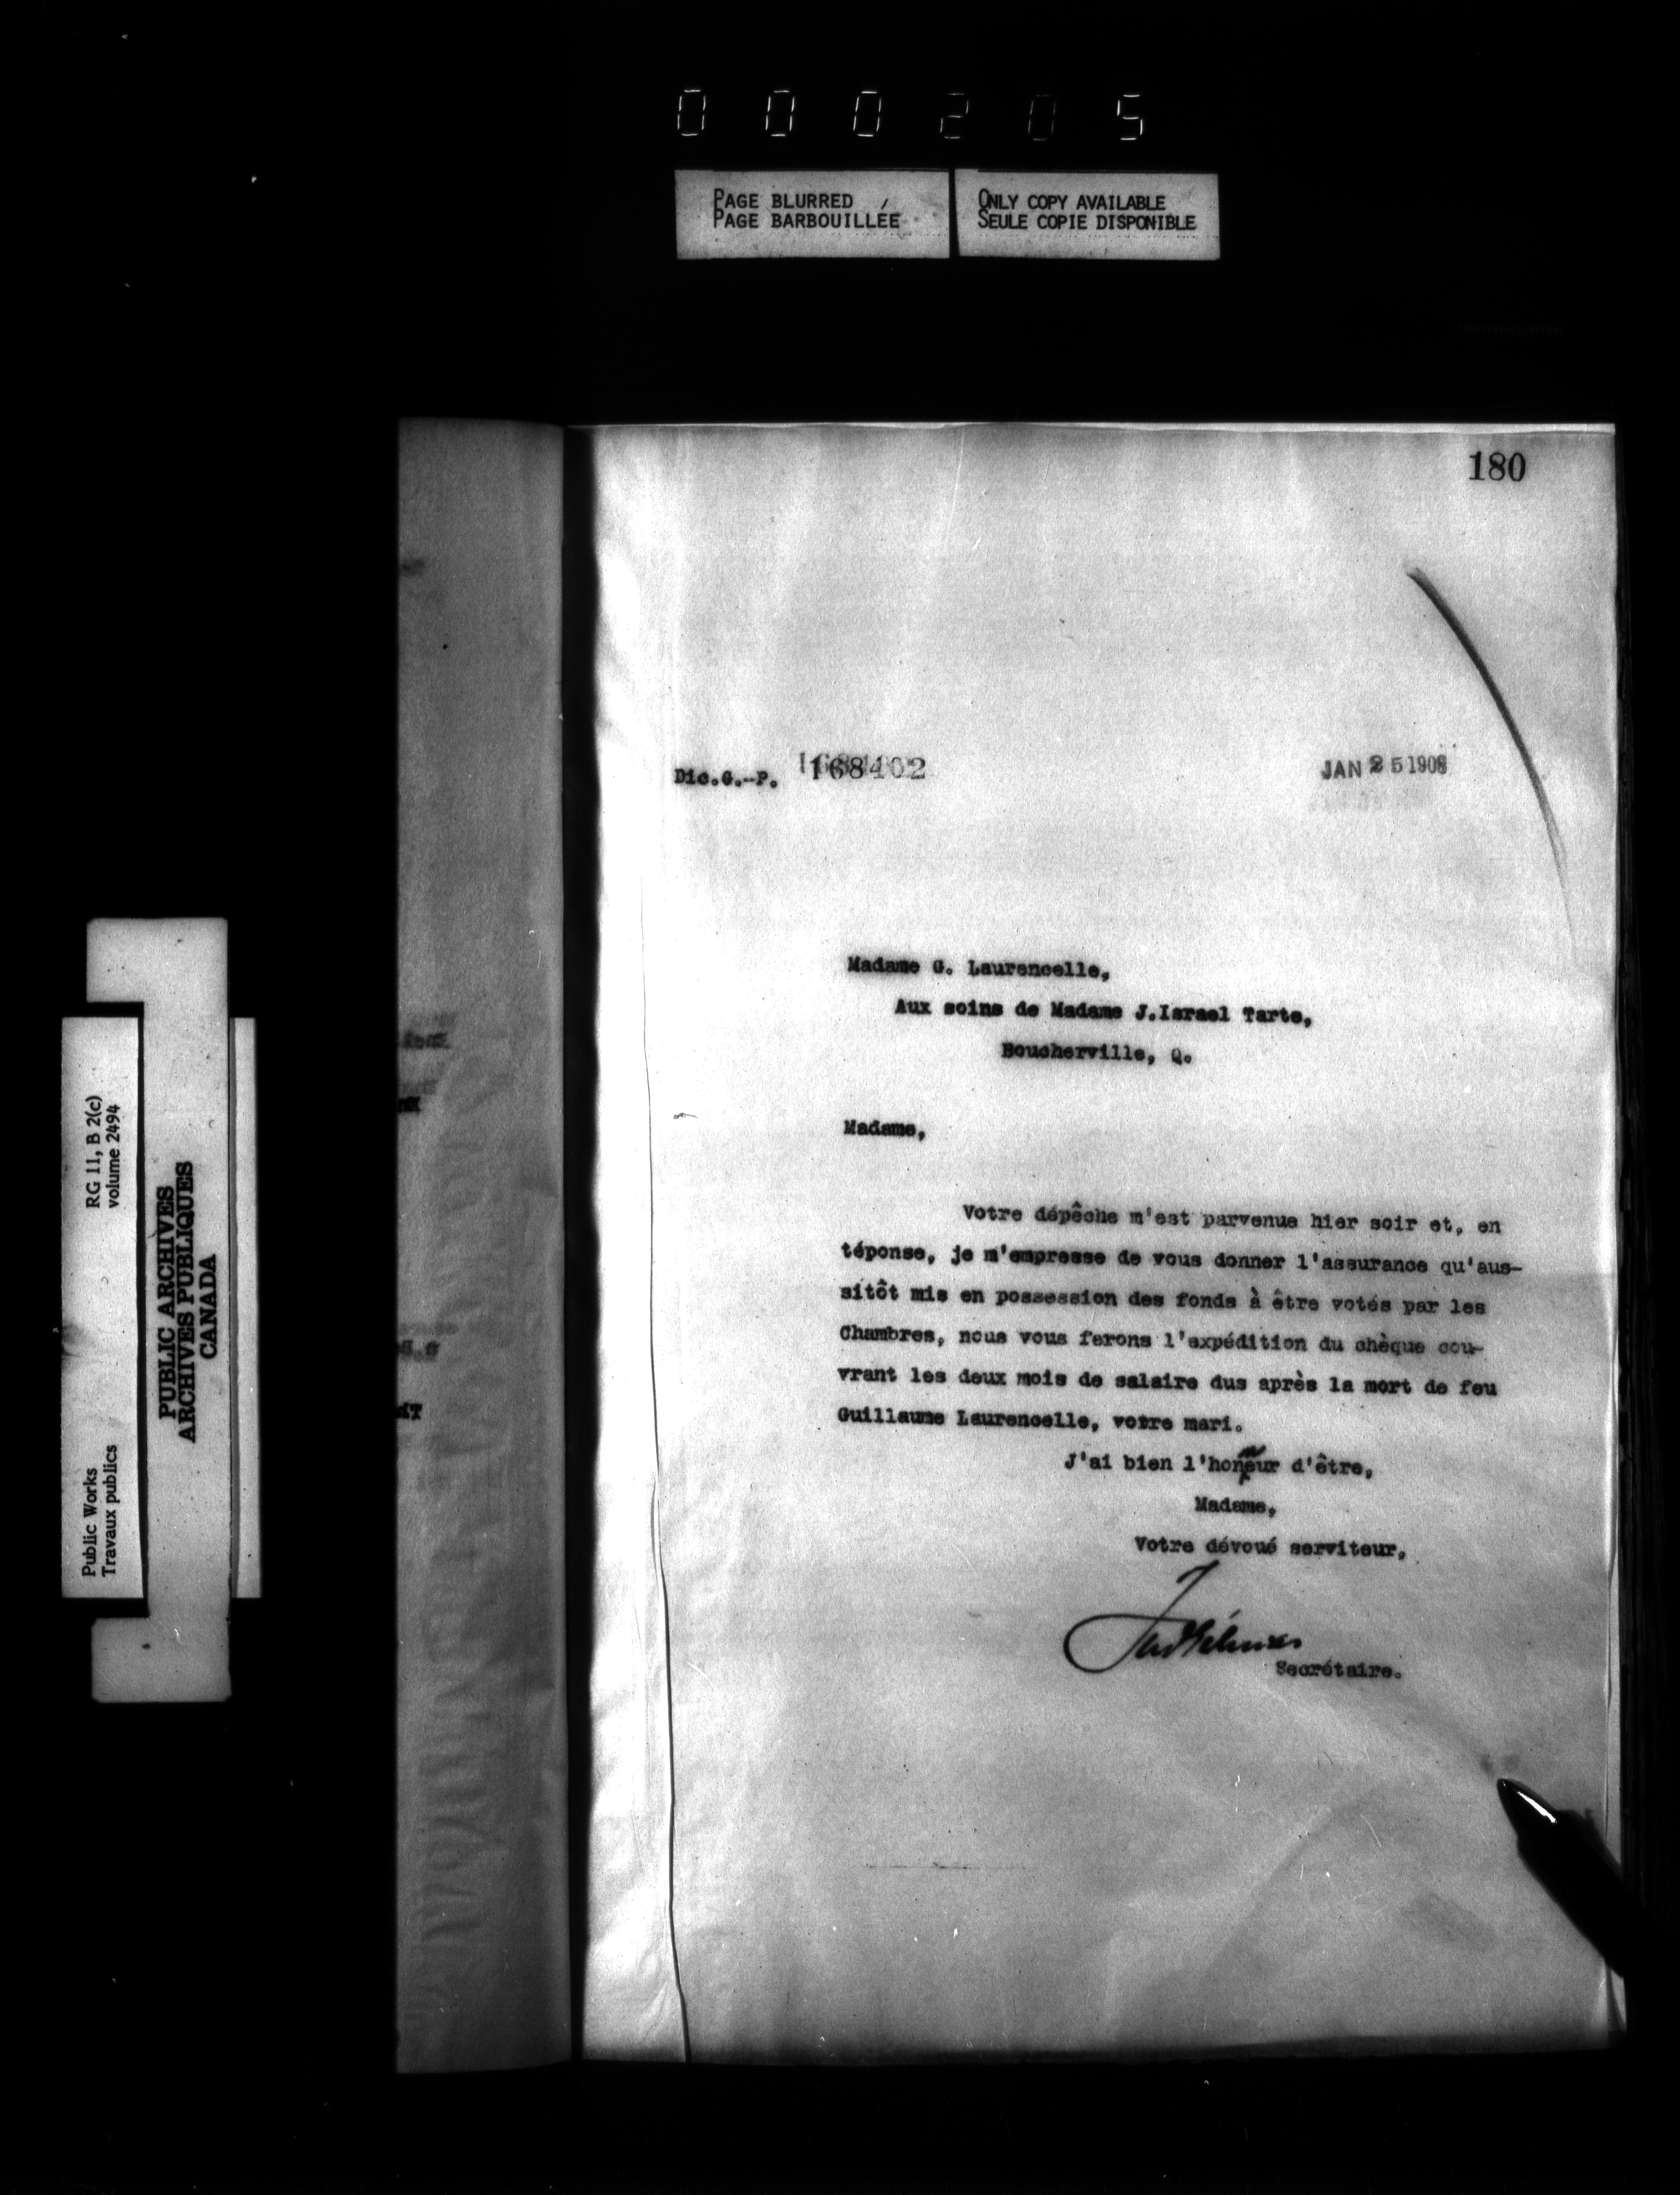 000205
PAGE BLURRED
PAGE BARBOUILLÉE
ONLY COPY AVAILABLE
SEULE COPIE DISPONIBLE
180
Dic.G.-P. 168402
JAN 25 1908
Madame G. Laurencelle,
Aux soins de Madame J.Israel Tarte,
Boucherville, Q.
Madame,
Votre dépêche m'est parvenue hier soir et, en
téponse, je m'empresse de vous donner l'assurance qu'aus-
sitôt mis en possession des fonds à être votés par les
Chambres, nous vous ferons l'expédition du chèque cou-
vrant les deux mois de salaire dus après la mort de feu
Guillaume Laurencelle, votre mari.
J'ai bien l'honneur d'être,
Madame,
Votre dévoué serviteur,
Secrétaire.
Public Works
Travaux publics
RG 11, B 2(c)
volume 2494
PUBLIC ARCHIVES
ARCHIVES PUBLIQUES
CANADA